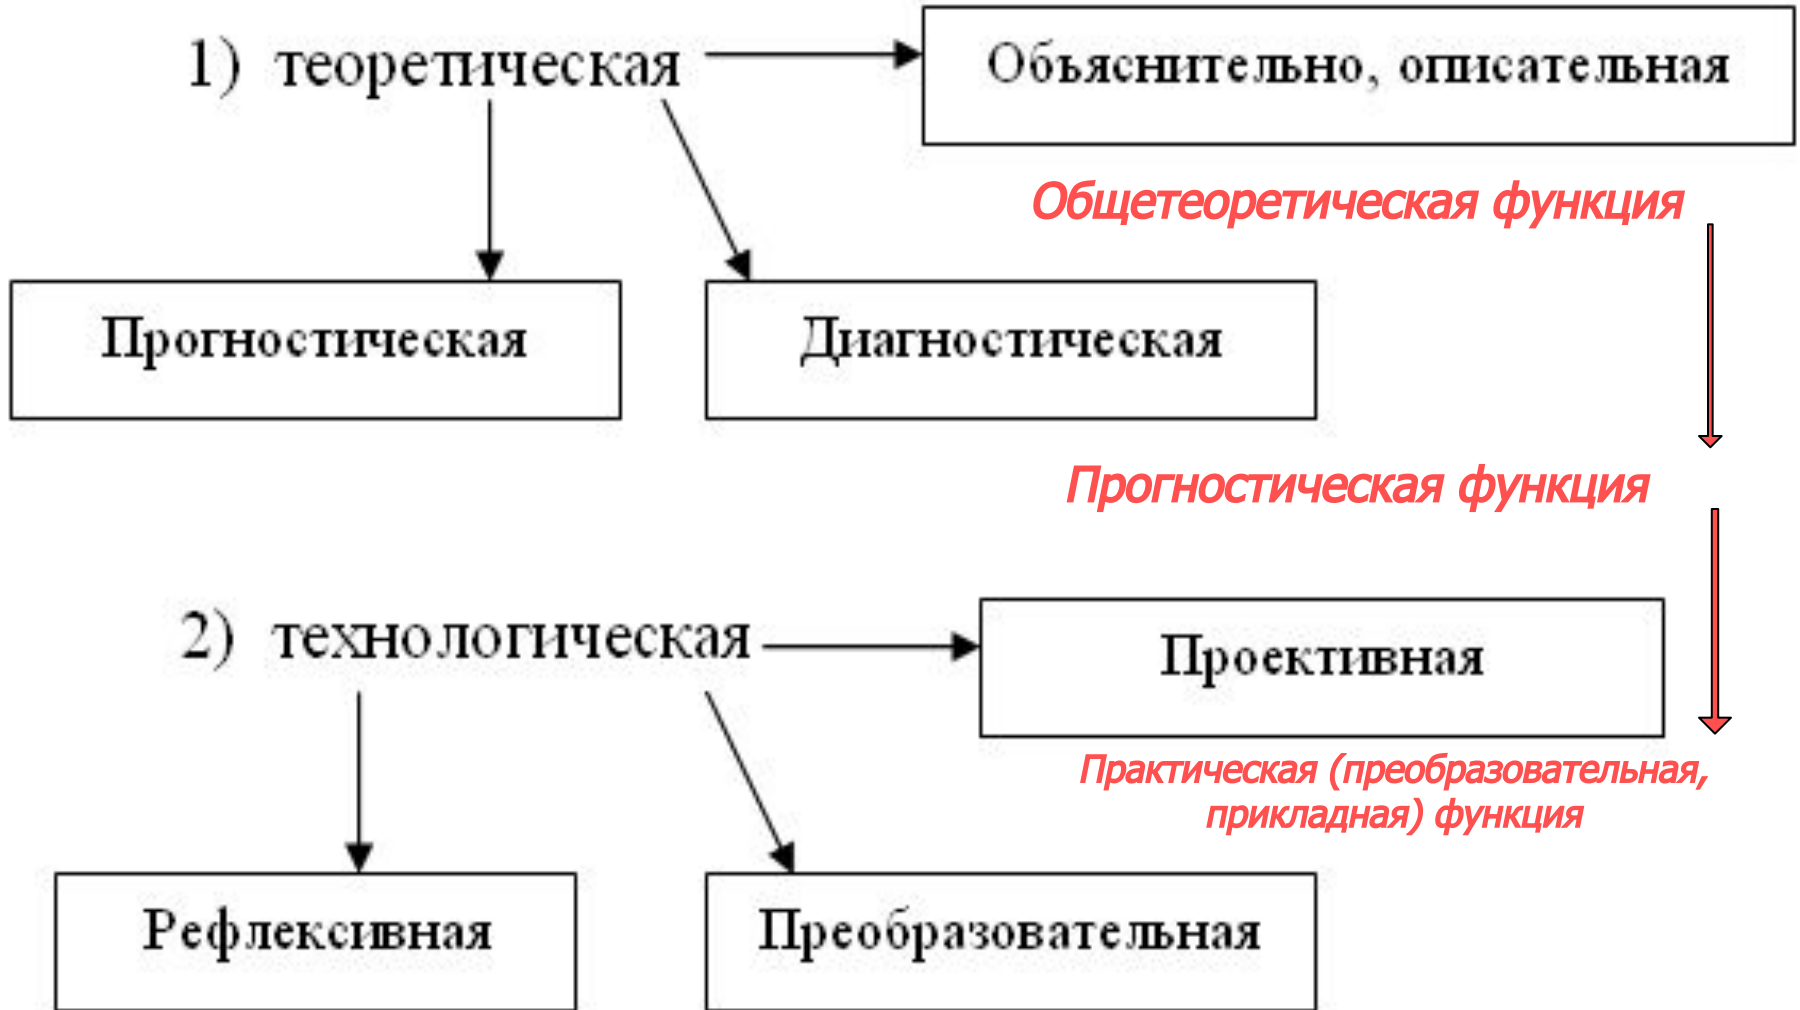 1) теоретическая
Объяснительно, описательная
Общетеоретическая функция
Прогностическая
Диагностическая
Прогностическая функция
2) технологическая
Проективная
Практическая (преобразовательная,
прикладная) функция
Рефлексивная
Преобразовательная